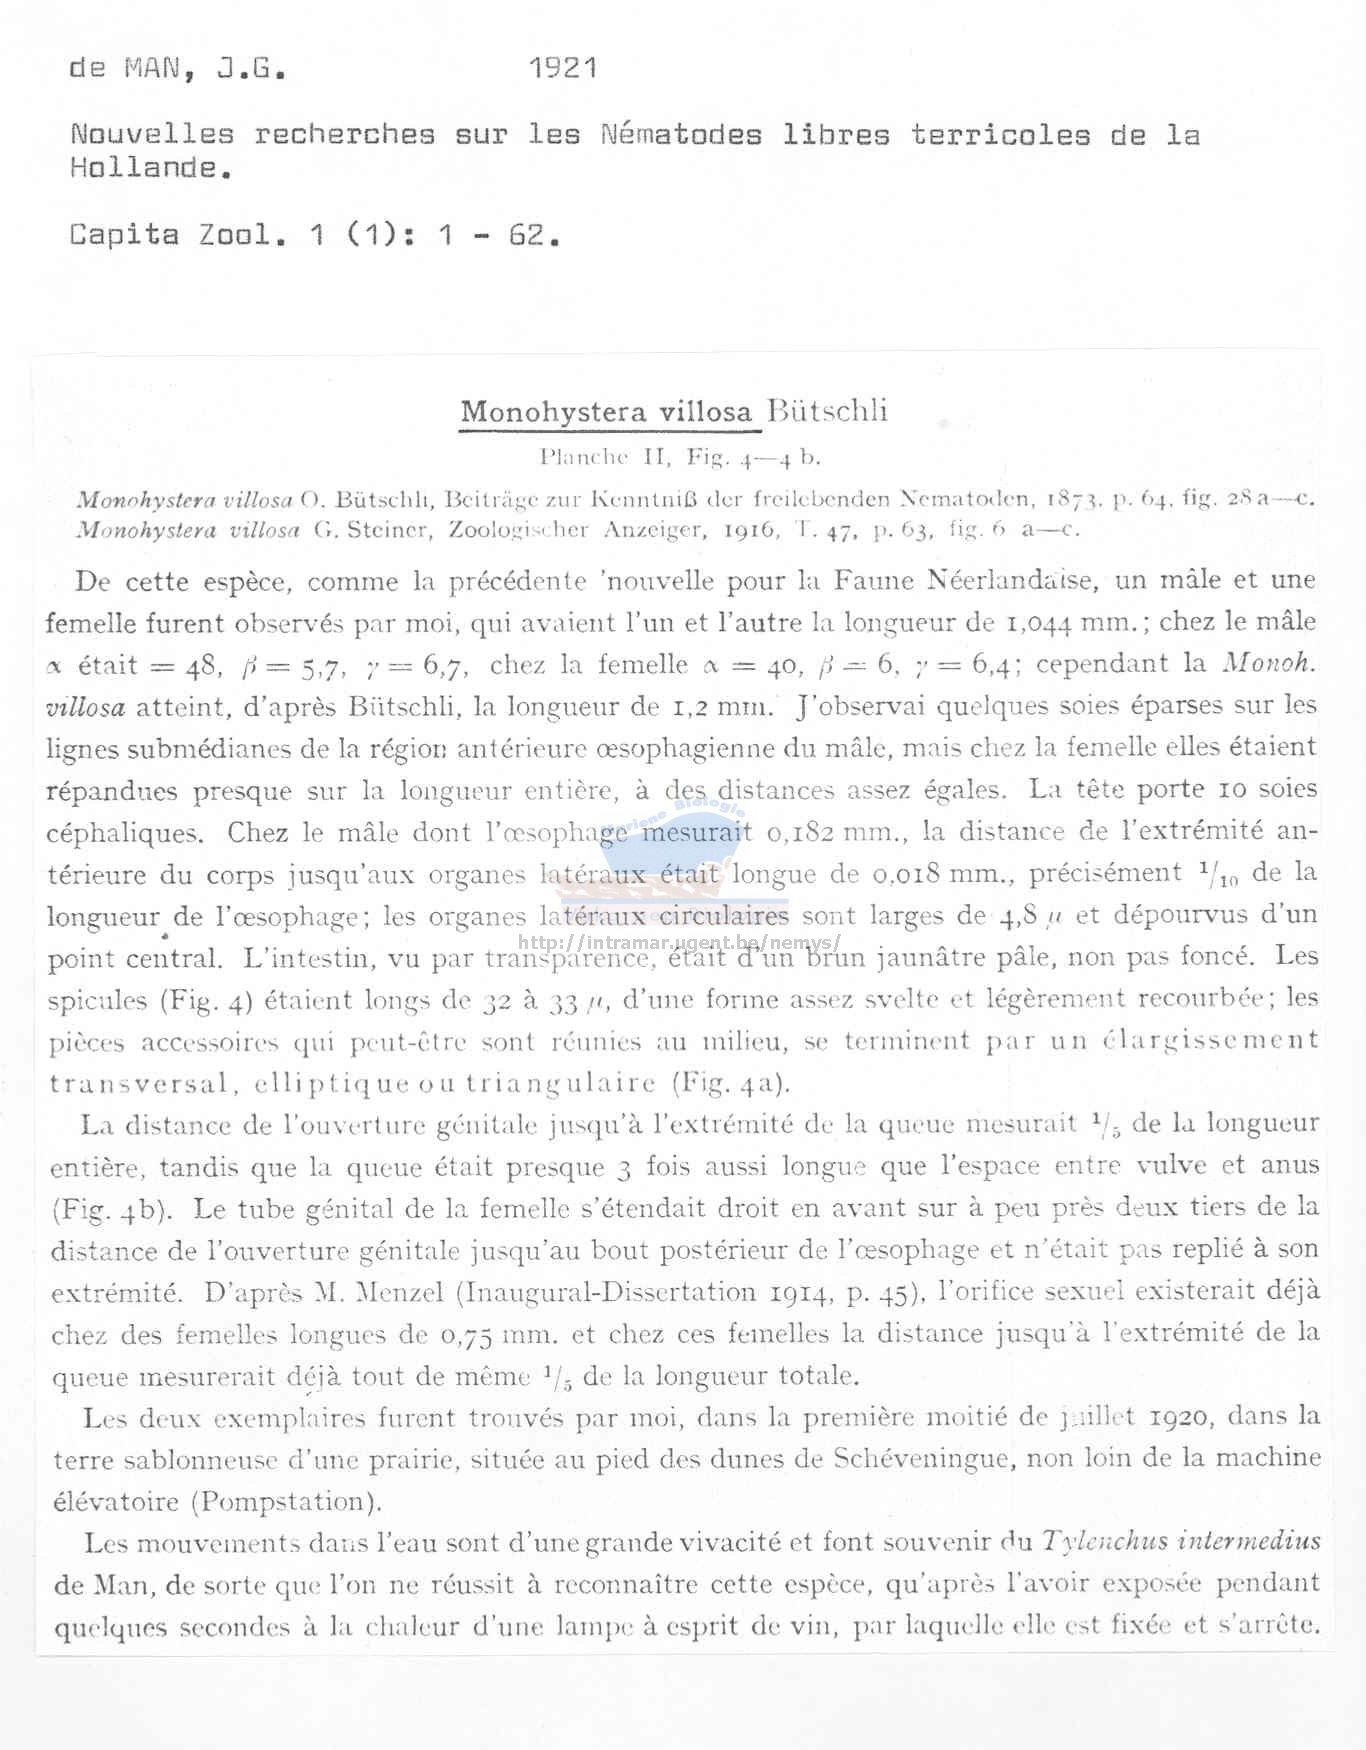 de MAN, J.G. 1921
Nouvelles recherches sur les Nématodes libres terricoles de la
Hollande.
Capita Zool. 1 (1): 1 - 62.
Monohystera villosa Bütschli
Planche II, Fig. 4—4 b.
Monohystera villosa O. Bütschli, Beiträge zur Kenntniß der freilebenden Nematoden, 1873, p. 64, fig. 28 a—c.
Monohystera villosa G. Steiner, Zoologischer Anzeiger, 1916, T. 47, p. 63, fig. 6 a—c.
De cette espèce, comme la précédente 'nouvelle pour la Faune Néerlandaise, un mâle et une
femelle furent observés par moi, qui avaient l'un et l'autre la longueur de 1,044 mm.; chez le mâle
α était = 48, β = 5,7, γ = 6,7, chez la femelle α = 40, β = 6, γ = 6,4; cependant la Monoh.
villosa atteint, d'après Bütschli, la longueur de 1,2 mm. J'observai quelques soies éparses sur les
lignes submédianes de la région antérieure œsophagienne du mâle, mais chez la femelle elles étaient
répandues presque sur la longueur entière, à des distances assez égales. La tête porte 10 soies
céphaliques. Chez le mâle dont l'œsophage mesurait 0,182 mm., la distance de l'extrémité an-
térieure du corps jusqu'aux organes latéraux était longue de 0,018 mm., précisément 1/10 de la
longueur de l'œsophage; les organes latéraux circulaires sont larges de 4,8 μ et dépourvus d'un
http://intramar.ugent.be/nemys/
point central. L'intestin, vu par transparence, était d'un brun jaunâtre pâle, non pas foncé. Les
spicules (Fig. 4) étaient longs de 32 à 33 μ, d'une forme assez svelte et légèrement recourbée; les
pièces accessoires qui peut-être sont réunies au milieu, se terminent par un élargissement
transversal, elliptique ou triangulaire (Fig. 4a).
La distance de l'ouverture génitale jusqu'à l'extrémité de la queue mesurait 1/5 de la longueur
entière, tandis que la queue était presque 3 fois aussi longue que l'espace entre vulve et anus
(Fig. 4b). Le tube génital de la femelle s'étendait droit en avant sur à peu près deux tiers de la
distance de l'ouverture génitale jusqu'au bout postérieur de l'œsophage et n'était pas replié à son
extrémité. D'après M. Menzel (Inaugural-Dissertation 1914, p. 45), l'orifice sexuel existerait déjà
chez des femelles longues de 0,75 mm. et chez ces femelles la distance jusqu'à l'extrémité de la
queue mesurerait déjà tout de même 1/5 de la longueur totale.
Les deux exemplaires furent trouvés par moi, dans la première moitié de juillet 1920, dans la
terre sablonneuse d'une prairie, située au pied des dunes de Schéveningue, non loin de la machine
élévatoire (Pompstation).
Les mouvements dans l'eau sont d'une grande vivacité et font souvenir du Tylenchus intermedius
de Man, de sorte que l'on ne réussit à reconnaître cette espèce, qu'après l'avoir exposée pendant
quelques secondes à la chaleur d'une lampe à esprit de vin, par laquelle elle est fixée et s'arrête.